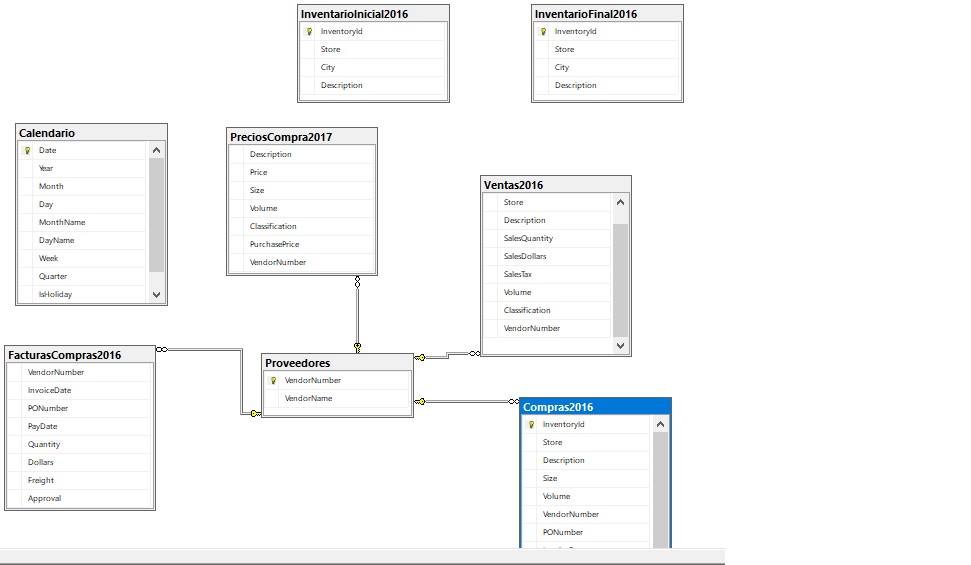 InventarioInicial2016
InventoryId
Store
City
Description
InventarioFinal2016
InventoryId
Store
City
Description
Calendario
Date
Year
Month
Day
MonthName
DayName
Week
Quarter
IsHoliday
PreciosCompra2017
Description
Price
Size
Volume
Classification
PurchasePrice
VendorNumber
Ventas2016
Store
Description
SalesQuantity
SalesDollars
SalesTax
Volume
Classification
VendorNumber
FacturasCompras2016
VendorNumber
InvoiceDate
PONumber
PayDate
Quantity
Dollars
Freight
Approval
Proveedores
VendorNumber
VendorName
Compras2016
InventoryId
Store
Description
Size
Volume
VendorNumber
PONumber